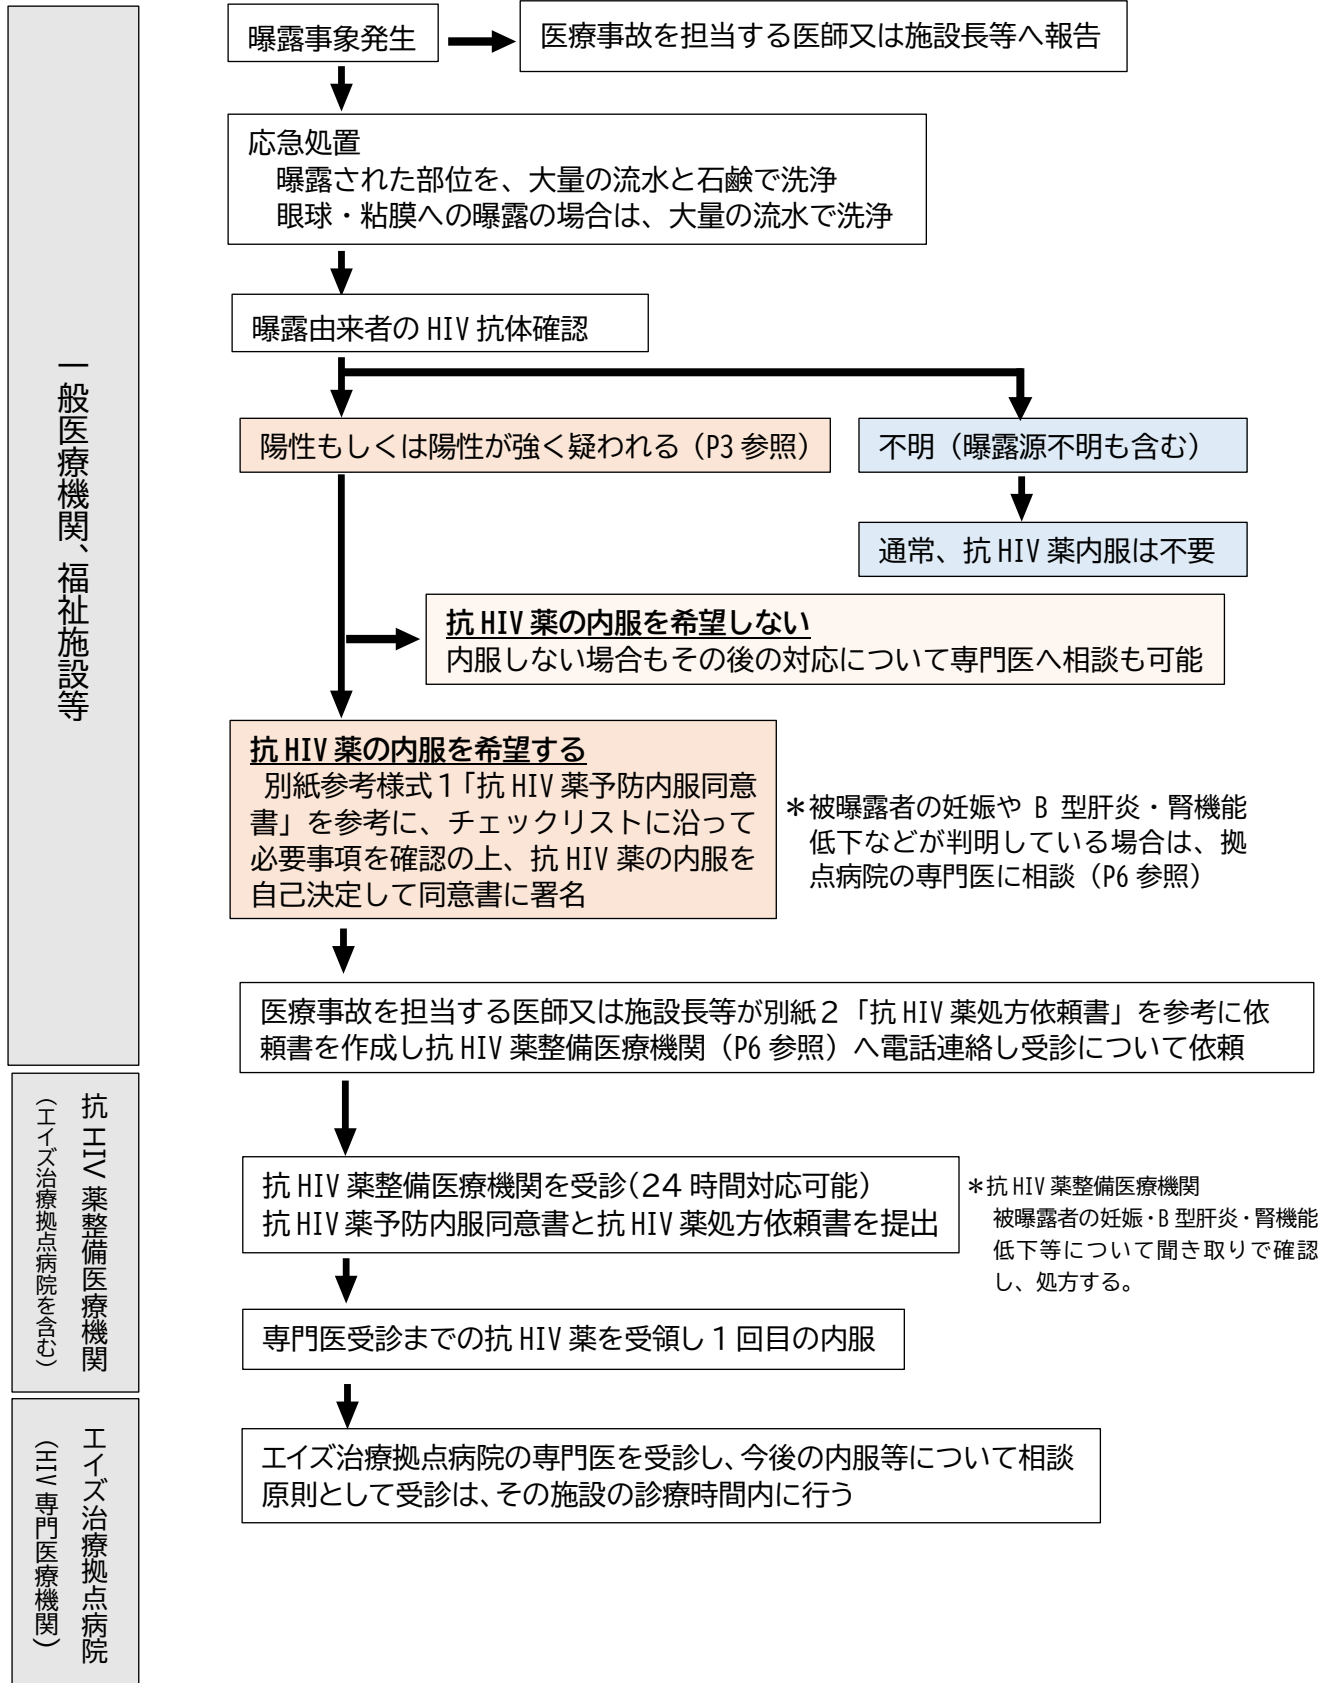 曝露事象発生
医療事故を担当する医師又は施設長等へ報告
応急処置
曝露された部位を、大量の流水と石鹸で洗浄
眼球・粘膜への曝露の場合は、大量の流水で洗浄
曝露由来者の HIV 抗体確認
陽性もしくは陽性が強く疑われる（P3 参照）
不明（曝露源不明も含む）
通常、抗 HIV 薬内服は不要
抗 HIV 薬の内服を希望しない
内服しない場合もその後の対応について専門医へ相談も可能
抗 HIV 薬の内服を希望する
別紙参考様式１「抗 HIV 薬予防内服同意
書」を参考に、チェックリストに沿って
必要事項を確認の上、抗 HIV 薬の内服を
自己決定して同意書に署名
＊被曝露者の妊娠や B 型肝炎・腎機能
低下などが判明している場合は、拠
点病院の専門医に相談（P6 参照）
医療事故を担当する医師又は施設長等が別紙２「抗 HIV 薬処方依頼書」を参考に依
頼書を作成し抗 HIV 薬整備医療機関（P6 参照）へ電話連絡し受診について依頼
一般医療機関、福祉施設等
抗 HIV 薬整備医療機関を受診（24 時間対応可能）
抗 HIV 薬予防内服同意書と抗 HIV 薬処方依頼書を提出
＊抗 HIV 薬整備医療機関
被曝露者の妊娠・B 型肝炎・腎機能
低下等について聞き取りで確認
し、処方する。
専門医受診までの抗 HIV 薬を受領し 1 回目の内服
抗 HIV 薬整備医療機関
（エイズ治療拠点病院を含む）
エイズ治療拠点病院の専門医を受診し、今後の内服等について相談
原則として受診は、その施設の診療時間内に行う
エイズ治療拠点病院
（HIV 専門医療機関）